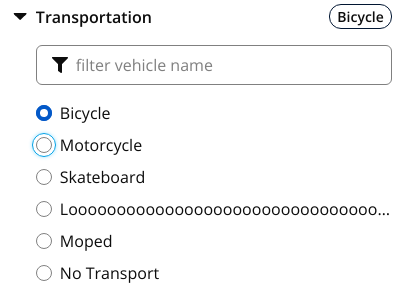 Transportation Bicycle
filter vehicle name
Bicycle
Motorcycle
Skateboard
Looooooooooooooooooooooooooooooooo...
Moped
No Transport